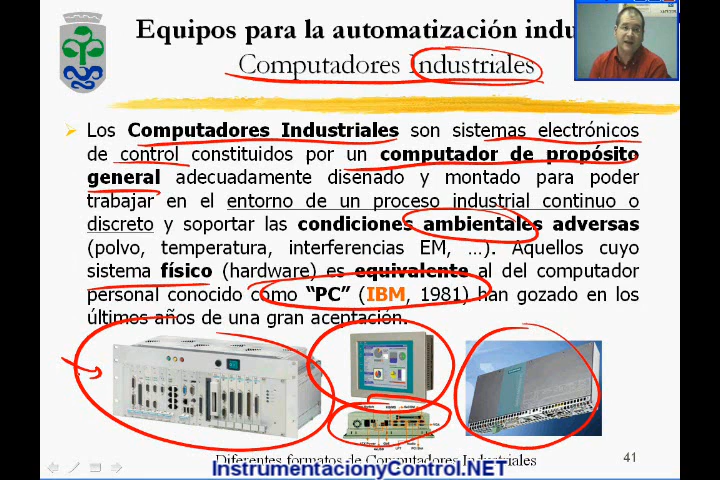 Equipos para la automatización indu
Computadores Industriales
Los Computadores Industriales son sistemas electrónicos
de control constituidos por un computador de propósito
general adecuadamente diseñado y montado para poder
trabajar en el entorno de un proceso industrial continuo o
discreto y soportar las condiciones ambientales adversas
(polvo, temperatura, interferencias EM, …). Aquellos cuyo
sistema físico (hardware) es equivalente al del computador
personal conocido como “PC” (IBM, 1981) han gozado en los
últimos años de una gran aceptación.
Diferentes formatos de Computadores Industriales
41
InstrumentacionyControl.NET